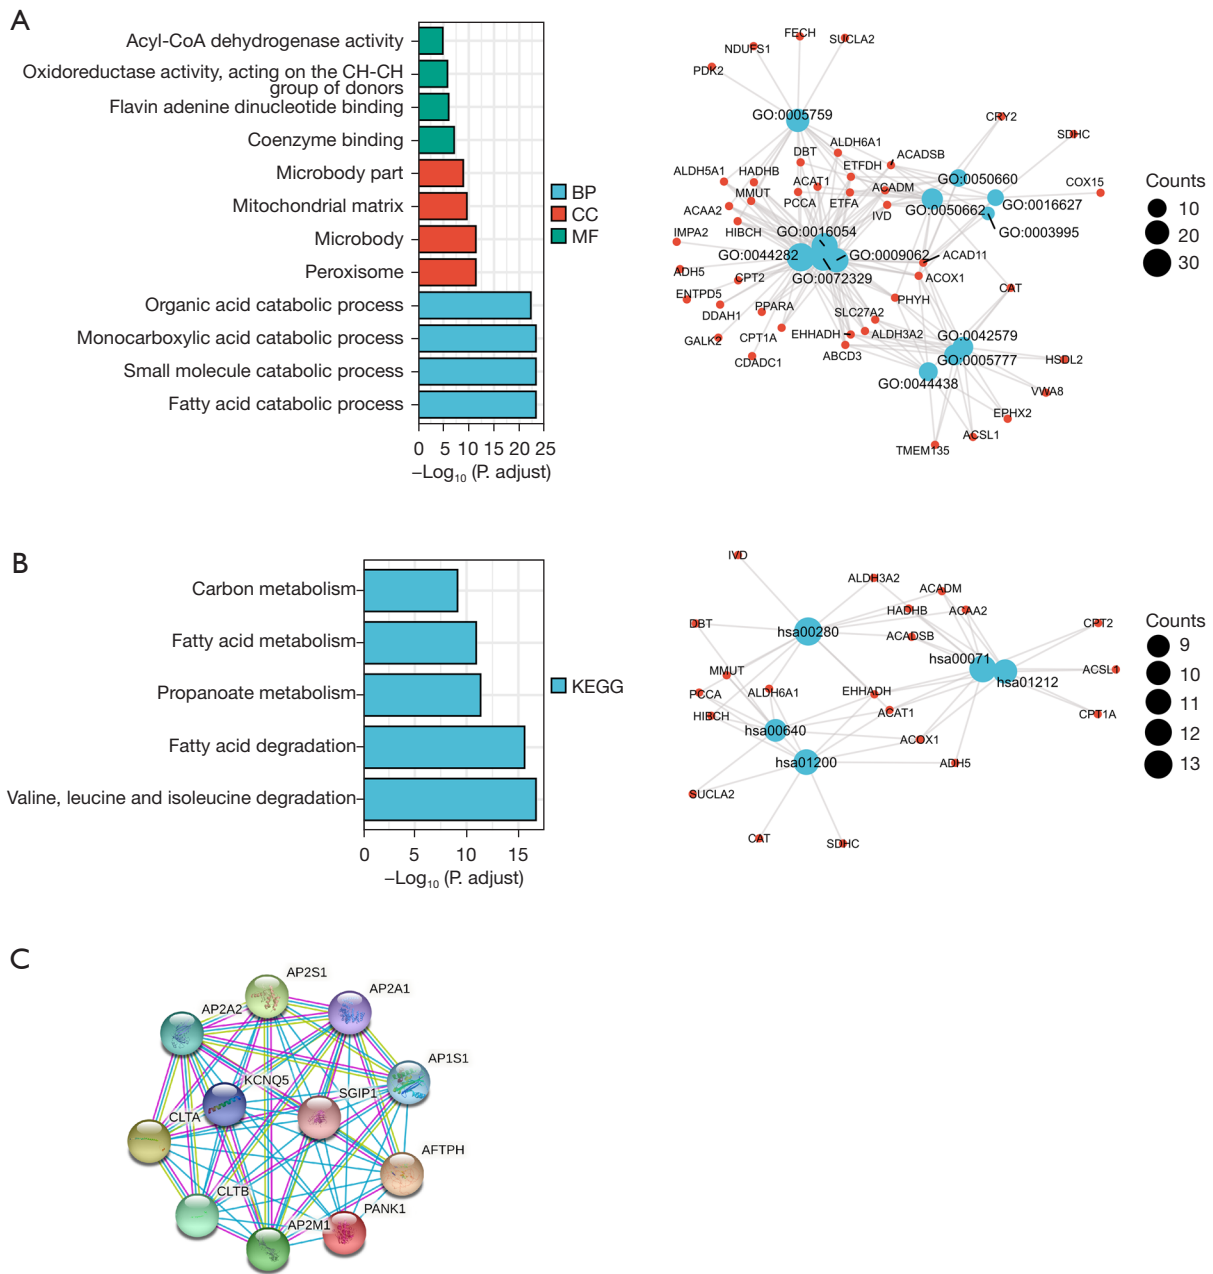 A
Acyl-CoA dehydrogenase activity
Oxidoreductase activity, acting on the CH-CH
group of donors
Flavin adenine dinucleotide binding
Coenzyme binding
Microbody part
Mitochondrial matrix
Microbody
Peroxisome
Organic acid catabolic process
Monocarboxylic acid catabolic process
Small molecule catabolic process
Fatty acid catabolic process
0 5 10 15 20 25
–Log10 (P. adjust)
BP
CC
MF
FECH
SUCLA2
NDUFS1
PDK2
GO:0005759
CRY2
SDHC
ALDH6A1
DBT
ACADSB
ETFDH
ALDH5A1
HADHB
ACAT1
ACADM
GO:0050660
COX15
MMUT
PCCA
ETFA
GO:0016627
ACAA2
IVD
GO:0050662
IMPA2
HIBCH
GO:0016054
GO:0003995
GO:0044282
GO:0009062
ACAD11
ADH5
CPT2
GO:0072329
ACOX1
CAT
ENTPD5
PHYH
DDAH1
PPARA
SLC27A2
GALK2
CPT1A
EHHADH
ALDH3A2
GO:0042579
CDADC1
ABCD3
GO:0005777
HSDL2
GO:0044438
VWA8
EPHX2
ACSL1
TMEM135
Counts
10
20
30
B
Carbon metabolism
Fatty acid metabolism
Propanoate metabolism
Fatty acid degradation
Valine, leucine and isoleucine degradation
0 5 10 15
–Log10 (P. adjust)
KEGG
IVD
ALDH3A2
ACADM
HADHB
ACAA2
DBT
hsa00280
ACADSB
CPT2
hsa00071
MMUT
ACSL1
hsa01212
PCCA
ALDH6A1
EHHADH
HIBCH
ACAT1
CPT1A
hsa00640
ACOX1
hsa01200
ADH5
SUCLA2
CAT
SDHC
Counts
9
10
11
12
13
C
AP2S1
AP2A1
AP2A2
AP1S1
KCNQ5
SGIP1
CLTA
AFTPH
CLTB
PANK1
AP2M1